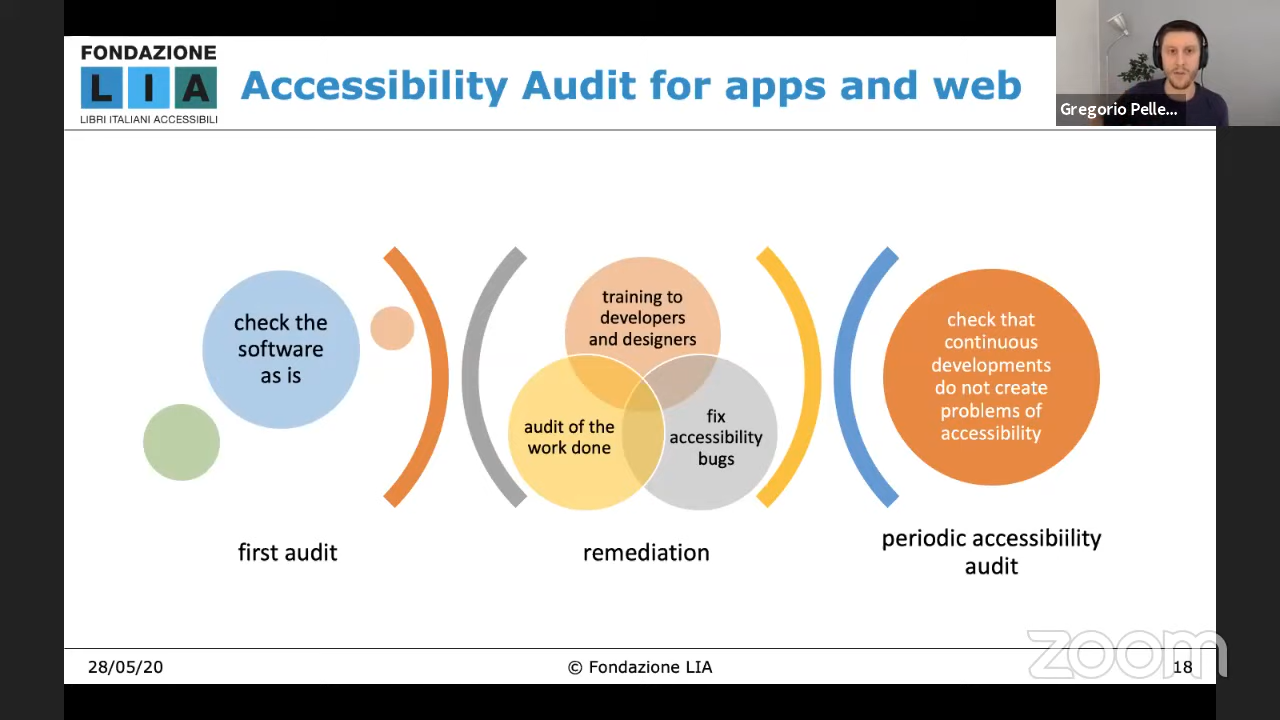 FONDAZIONE
LIA
LIBRI ITALIANI ACCESSIBILI
Accessibility Audit for apps and web
Gregorio Pelle...
check the
software
as is
training to
developers
and designers
audit of the
work done
fix
accessibility
bugs
check that
continuous
developments
do not create
problems of
accessibility
first audit
remediation
periodic accessibiility
audit
28/05/20
© Fondazione LIA
18
zoom